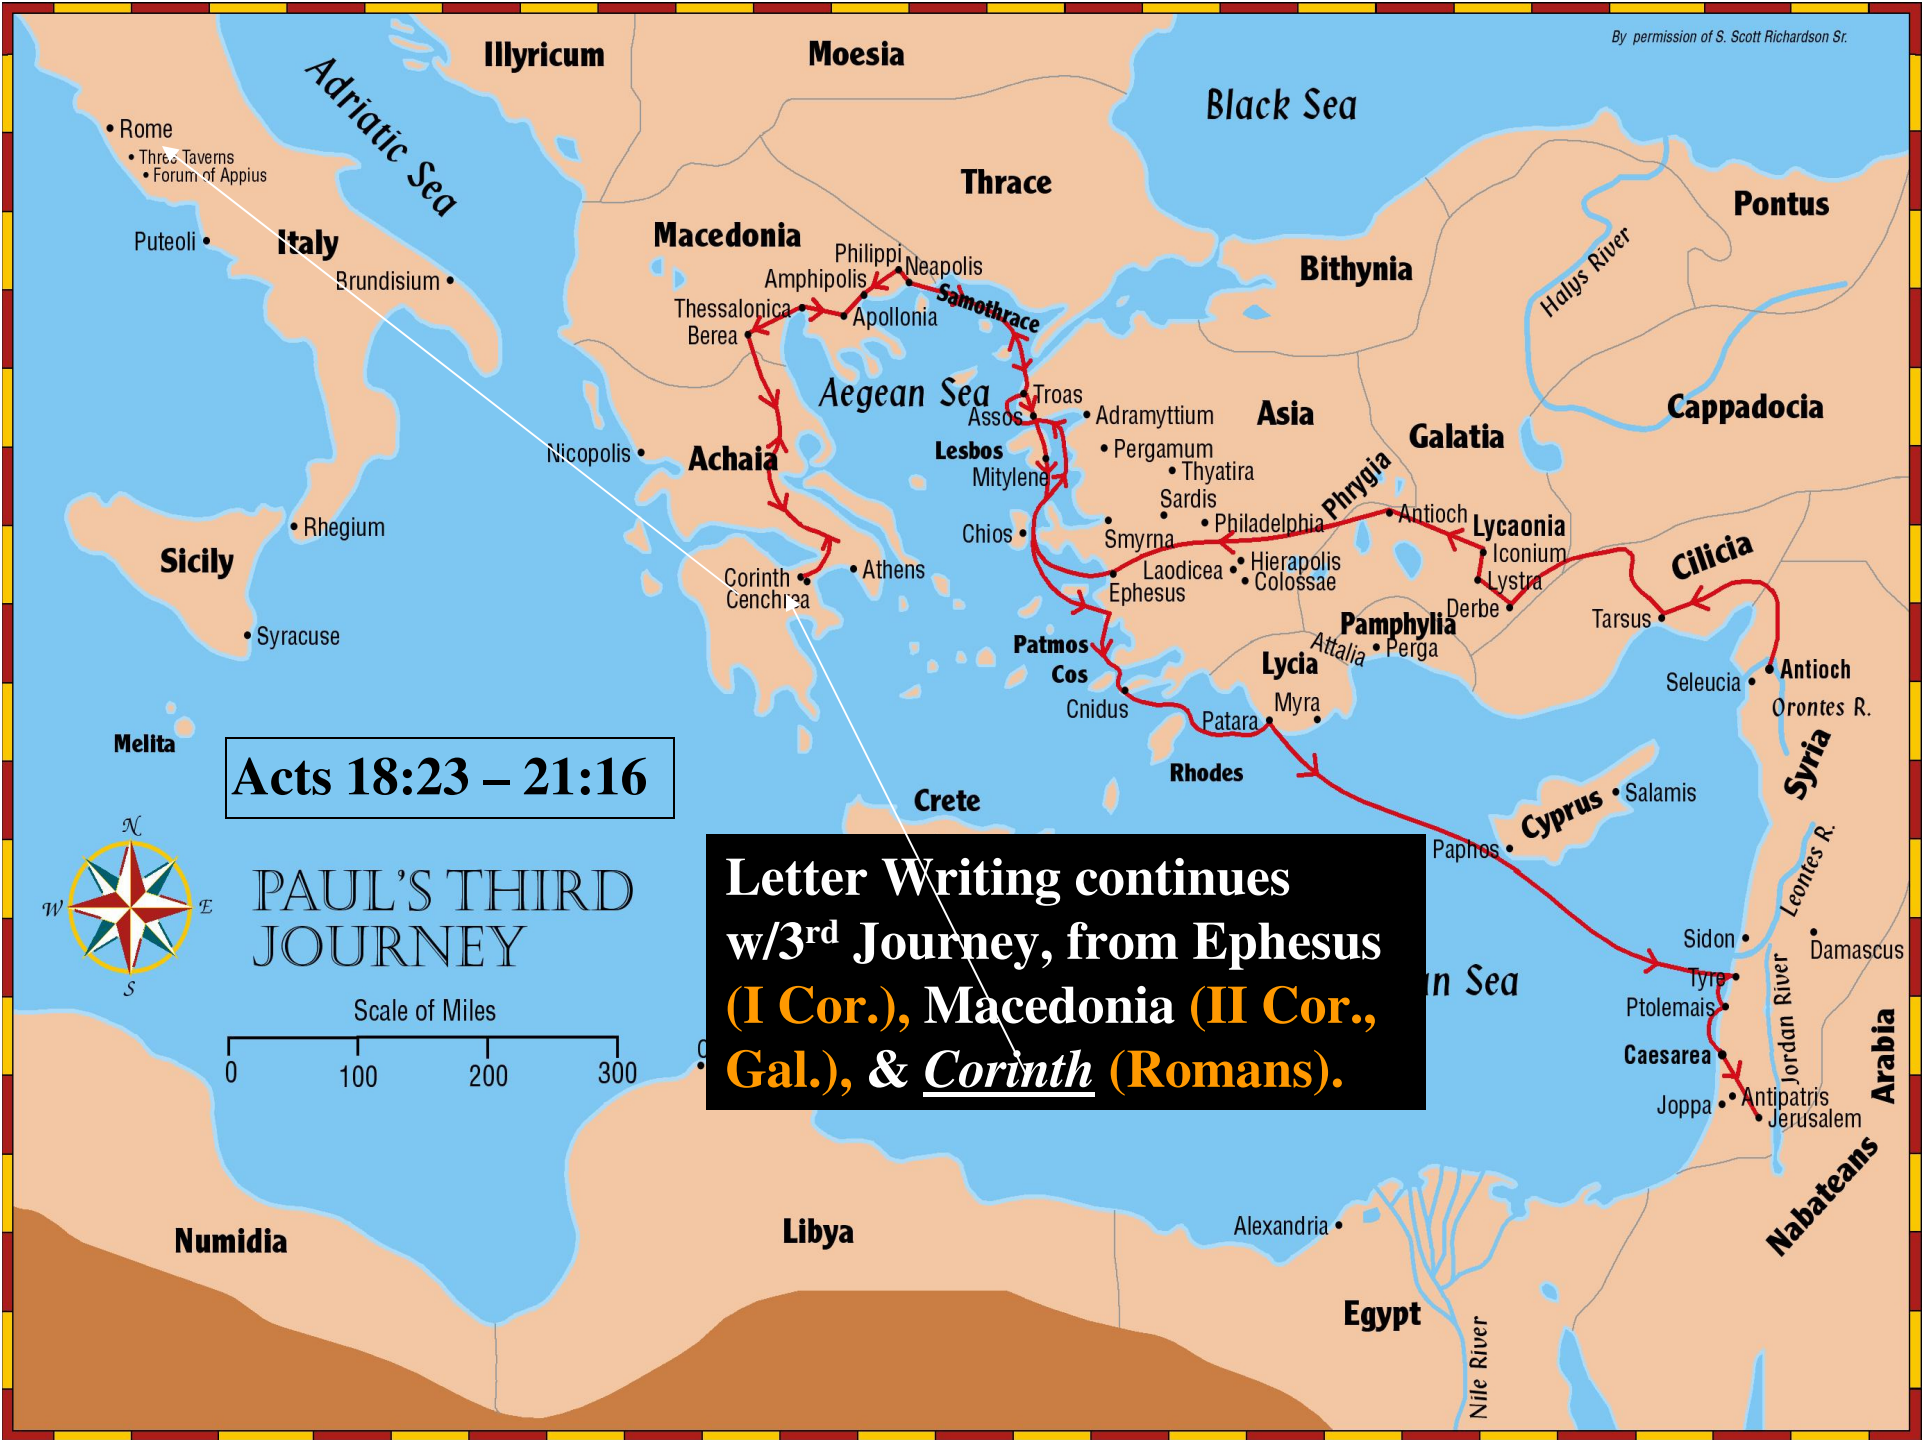 By permission of S. Scott Richardson Sr.
Illyricum
Moesia
Black Sea
Adriatic Sea
Rome
Three Taverns
Forum of Appius
Thrace
Pontus
Puteoli
Italy
Macedonia
Philippi
Neapolis
Bithynia
Halys River
Brundisium
Amphipolis
Samothrace
Thessalonica
Apollonia
Berea
Aegean Sea
Troas
Assos
Adramyttium
Asia
Cappadocia
Galatia
Nicopolis
Achaia
Lesbos
Pergamum
Mitylene
Thyatira
Phrygia
Sardis
Antioch
Lycaonia
Rhegium
Chios
Philadelphia
Smyrna
Iconium
Cilicia
Sicily
Corinth
Athens
Laodicea
Hierapolis
Colossae
Lystra
Cenchrea
Ephesus
Derbe
Tarsus
Syracuse
Patmos
Pamphylia
Attalia
Perga
Cos
Lycia
Seleucia
Antioch
Cnidus
Patara
Myra
Orontes R.
Melita
Syria
Acts 18:23 – 21:16
Rhodes
Crete
Cyprus
Salamis
Paphos
Leontes R.
N
W
E
S
PAUL'S THIRD
JOURNEY
Letter Writing continues
w/3rd Journey, from Ephesus
(I Cor.), Macedonia (II Cor.,
Gal.), & Corinth (Romans).
Sidon
Damascus
n Sea
Tyre
Ptolemais
Jordan River
Scale of Miles
0
100
200
300
Caesarea
Arabia
Joppa
Antipatris
Jerusalem
Nabateans
Numidia
Libya
Alexandria
Egypt
Nile River